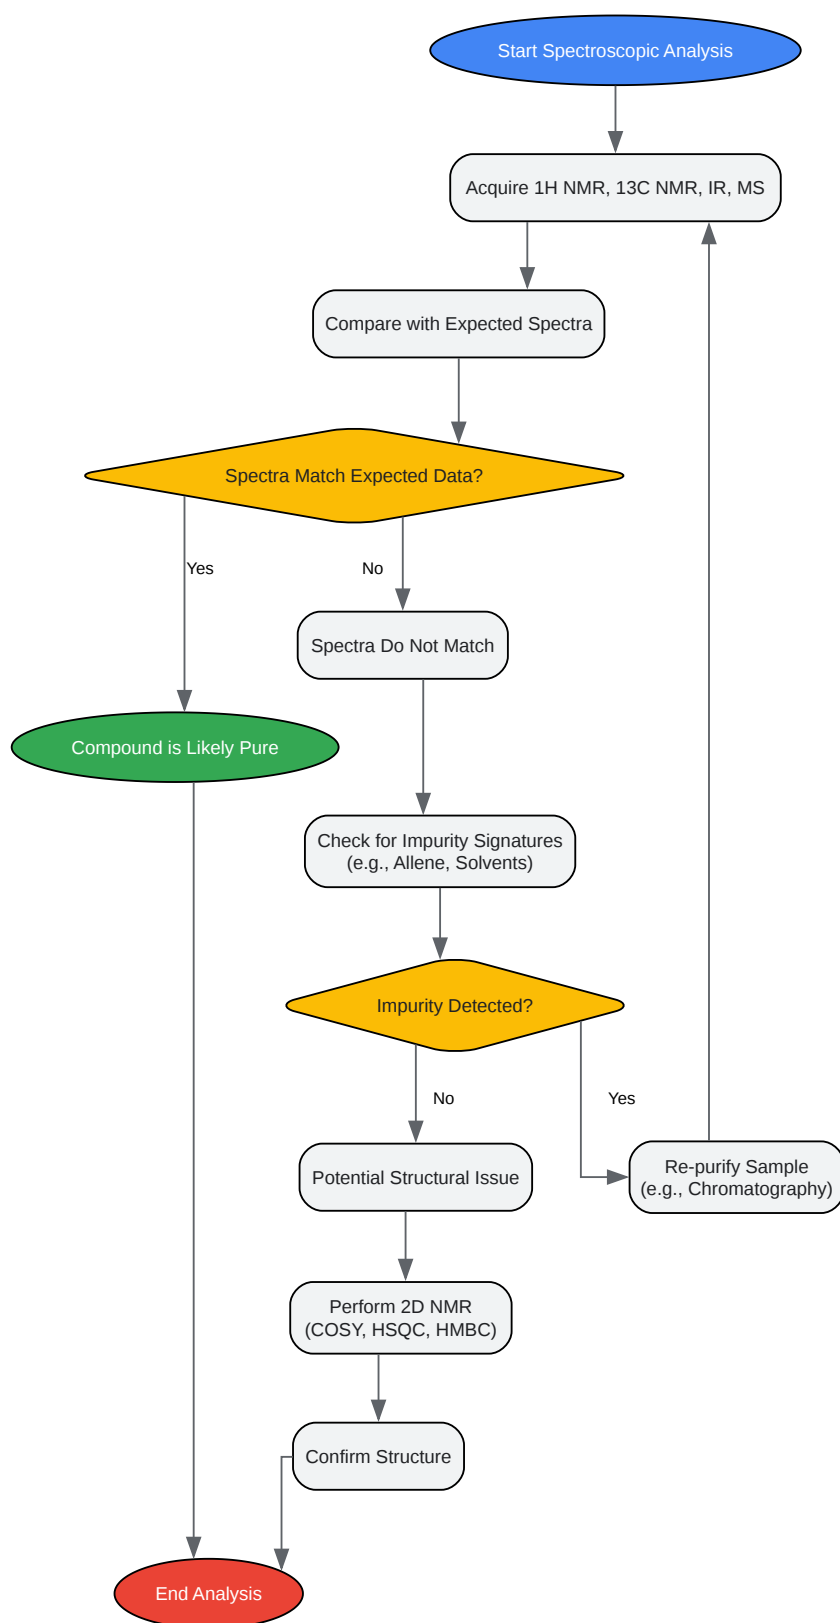 Start Spectroscopic Analysis
Acquire 1H NMR, 13C NMR, IR, MS
Compare with Expected Spectra
Spectra Match Expected Data?
Yes
No
Spectra Do Not Match
Compound is Likely Pure
Check for Impurity Signatures
(e.g., Allene, Solvents)
Impurity Detected?
No
Yes
Potential Structural Issue
Re-purify Sample
(e.g., Chromatography)
Perform 2D NMR
(COSY, HSQC, HMBC)
Confirm Structure
End Analysis